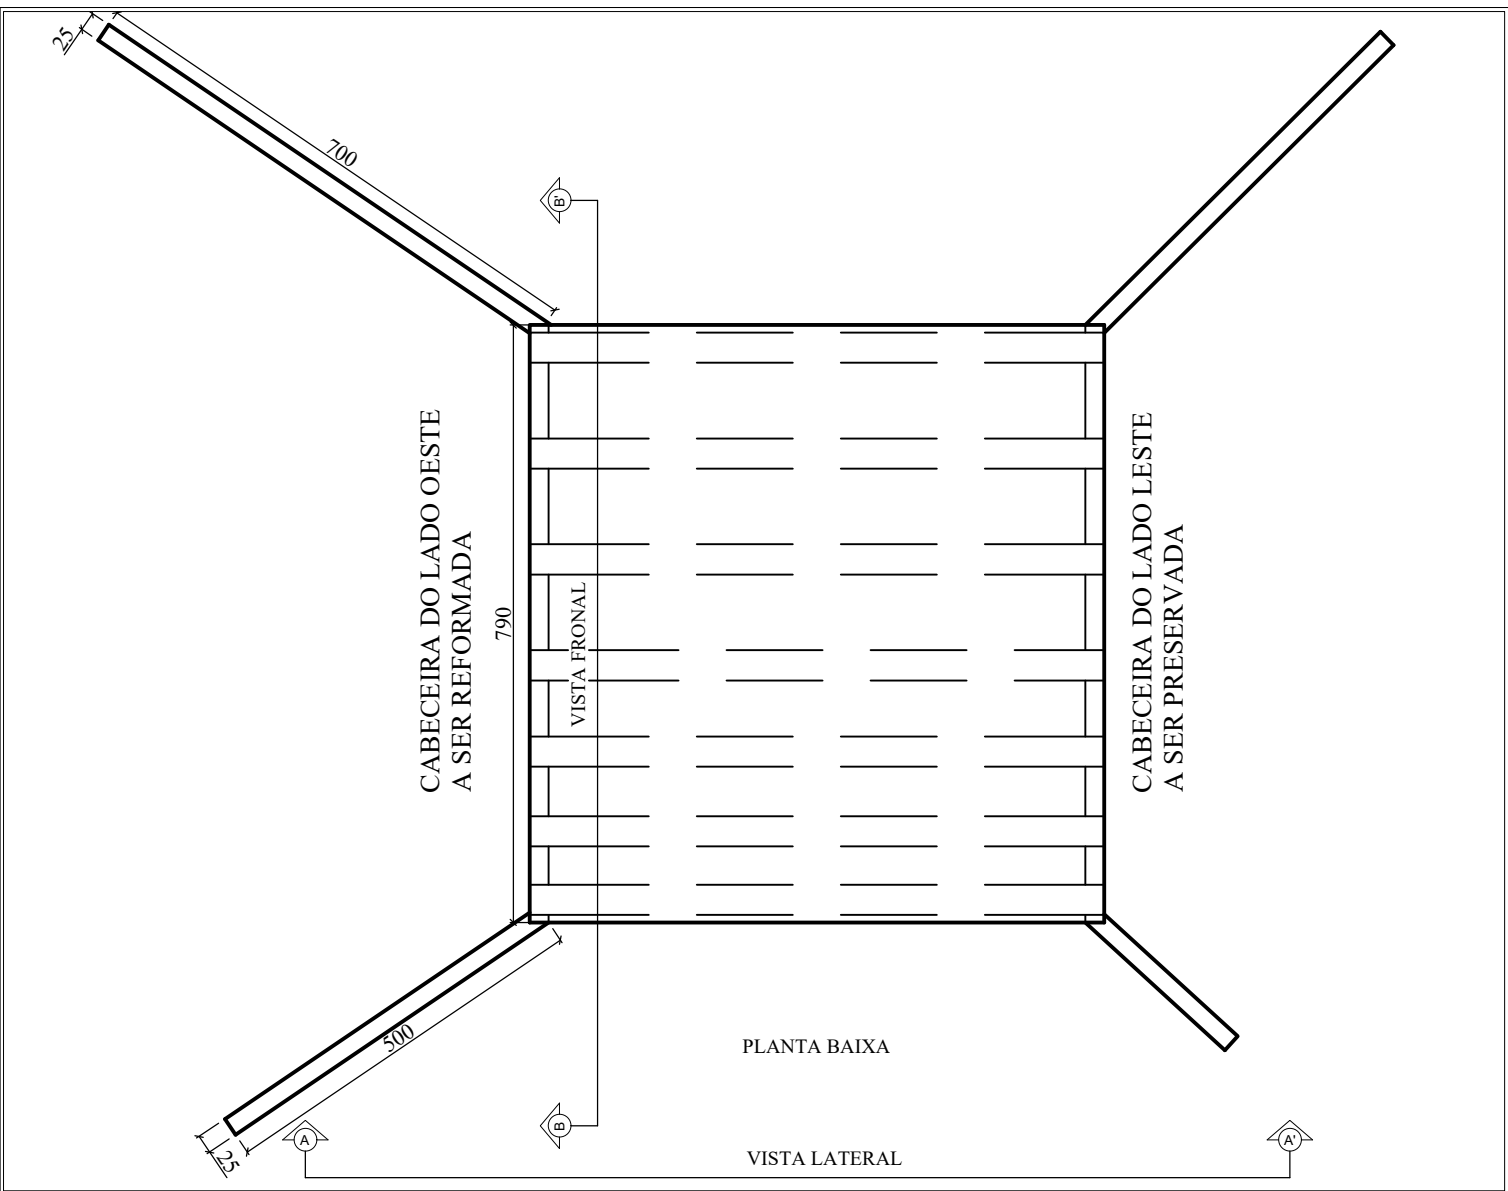 25
700
B'
CABECEIRA DO LADO OESTE
A SER REFORMADA
790
VISTA FRONAL
CABECEIRA DO LADO LESTE
A SER PRESERVADA
500
25
PLANTA BAIXA
B
A
A'
VISTA LATERAL